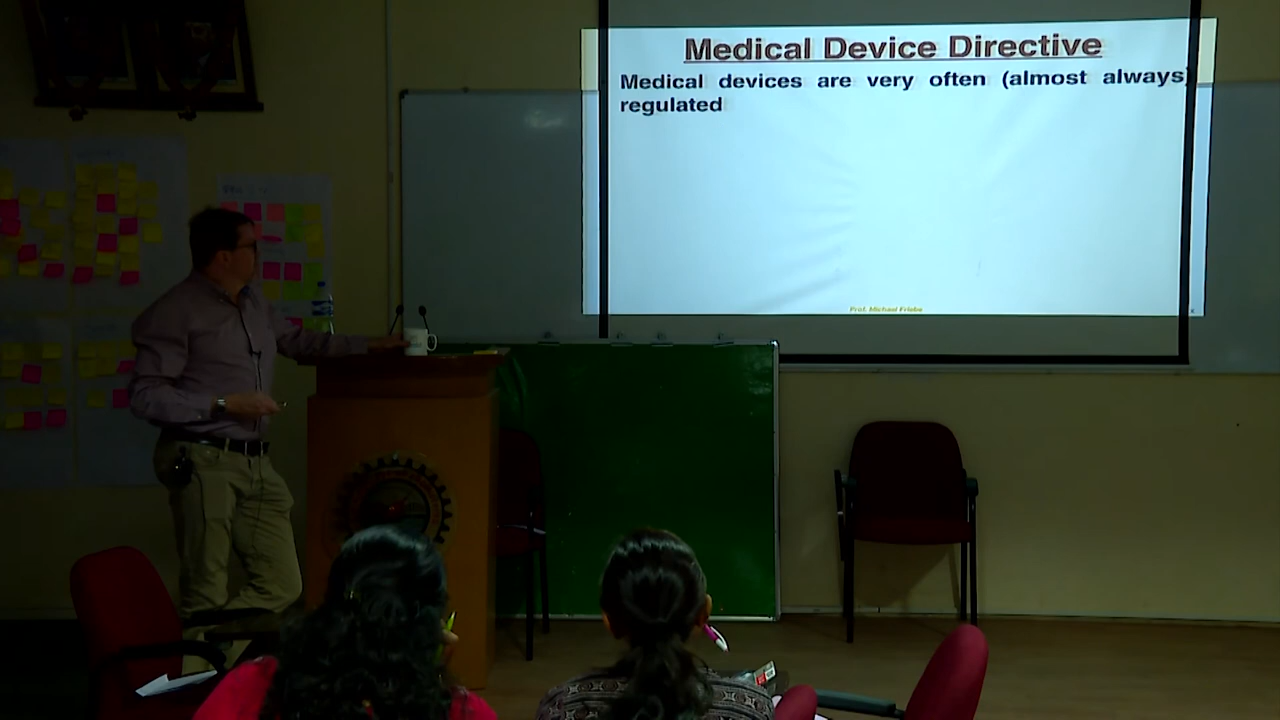 Medical Device Directive
Medical devices are very often (almost always)
regulated
Prof. Michael Friebe